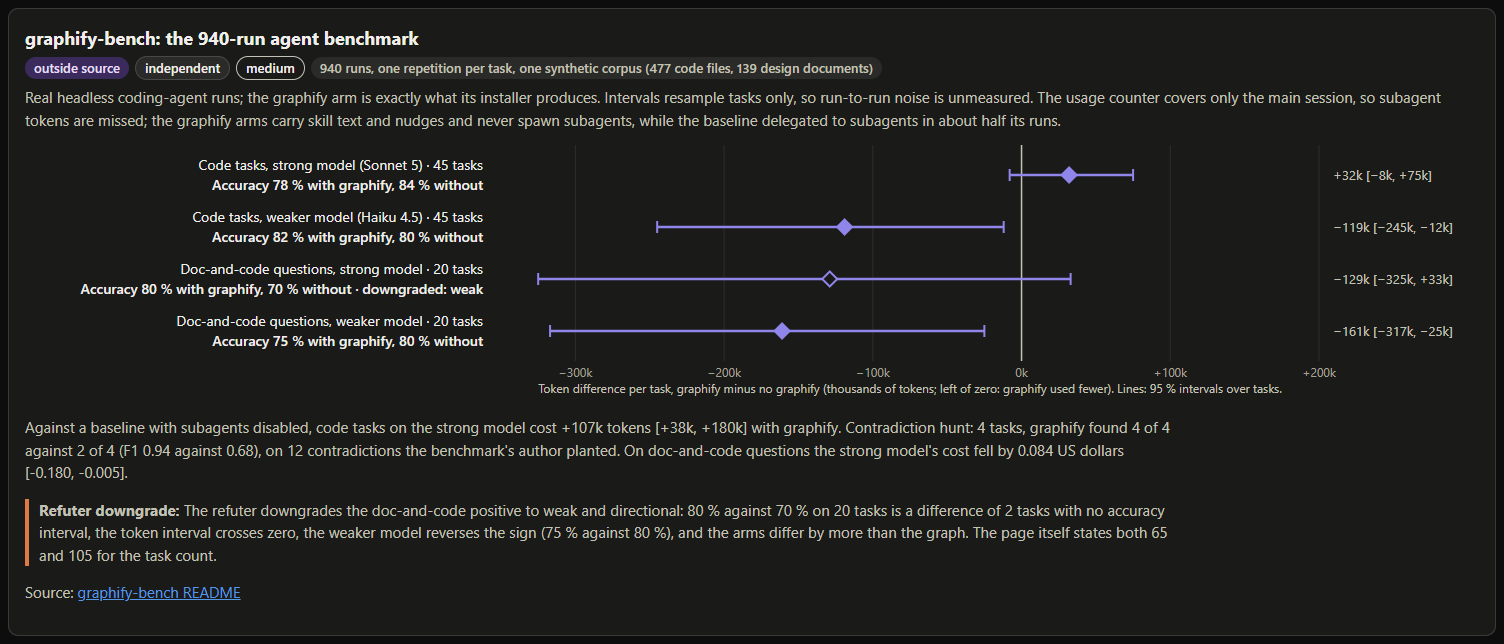 graphify-bench: the 940-run agent benchmark
outside source independent medium 940 runs, one repetition per task, one synthetic corpus (477 code files, 139 design documents)
Real headless coding-agent runs; the graphify arm is exactly what its installer produces. Intervals resample tasks only, so run-to-run noise is unmeasured. The usage counter covers only the main session, so subagent
tokens are missed; the graphify arms carry skill text and nudges and never spawn subagents, while the baseline delegated to subagents in about half its runs.
Code tasks, strong model (Sonnet 5) · 45 tasks
Accuracy 78 % with graphify, 84 % without
+32k [−8k, +75k]
Code tasks, weaker model (Haiku 4.5) · 45 tasks
Accuracy 82 % with graphify, 80 % without
−119k [−245k, −12k]
Doc-and-code questions, strong model · 20 tasks
Accuracy 80 % with graphify, 70 % without · downgraded: weak
−129k [−325k, +33k]
Doc-and-code questions, weaker model · 20 tasks
Accuracy 75 % with graphify, 80 % without
−161k [−317k, −25k]
−300k −200k −100k 0k +100k +200k
Token difference per task, graphify minus no graphify (thousands of tokens; left of zero: graphify used fewer). Lines: 95 % intervals over tasks.
Against a baseline with subagents disabled, code tasks on the strong model cost +107k tokens [+38k, +180k] with graphify. Contradiction hunt: 4 tasks, graphify found 4 of 4
against 2 of 4 (F1 0.94 against 0.68), on 12 contradictions the benchmark's author planted. On doc-and-code questions the strong model's cost fell by 0.084 US dollars
[-0.180, -0.005].
Refuter downgrade: The refuter downgrades the doc-and-code positive to weak and directional: 80 % against 70 % on 20 tasks is a difference of 2 tasks with no accuracy
interval, the token interval crosses zero, the weaker model reverses the sign (75 % against 80 %), and the arms differ by more than the graph. The page itself states both 65
and 105 for the task count.
Source: graphify-bench README